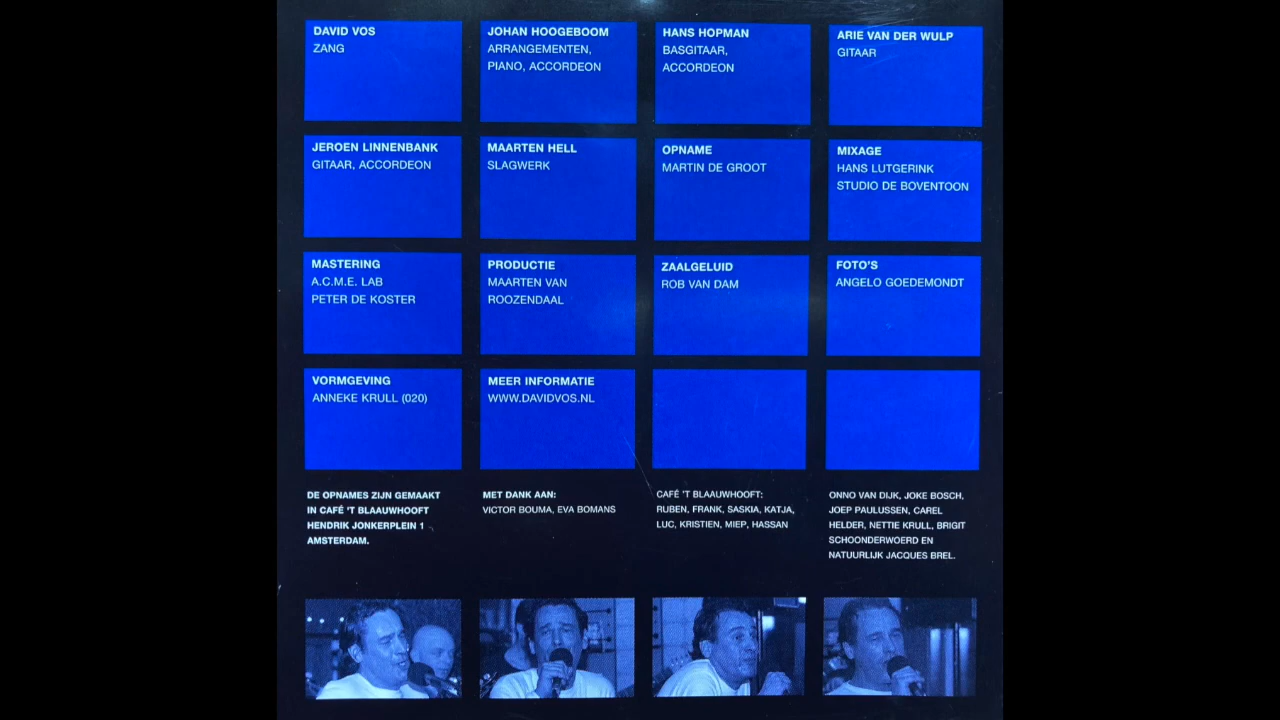 DAVID VOS
ZANG
JOHAN HOOGEBOOM
ARRANGEMENTEN,
PIANO, ACCORDEON
HANS HOPMAN
BASGITAAR,
ACCORDEON
ARIE VAN DER WULP
GITAAR
JEROEN LINNENBANK
GITAAR, ACCORDEON
MAARTEN HELL
SLAGWERK
OPNAME
MARTIN DE GROOT
MIXAGE
HANS LUTGERINK
STUDIO DE BOVENTOON
MASTERING
A.C.M.E. LAB
PETER DE KOSTER
PRODUCTIE
MAARTEN VAN
ROOZENDAAL
ZAALGELUID
ROB VAN DAM
FOTO'S
ANGELO GOEDEMONDT
VORMGEVING
ANNEKE KRULL (020)
MEER INFORMATIE
WWW.DAVIDVOS.NL
DE OPNAMES ZIJN GEMAAKT
IN CAFÉ 'T BLAAUWHOOFT
HENDRIK JONKERPLEIN 1
AMSTERDAM.
MET DANK AAN:
VICTOR BOUMA, EVA BOMANS
CAFÉ 'T BLAAUWHOOFT:
RUBEN, FRANK, SASKIA, KATJA,
LUC, KRISTIEN, MIEP, HASSAN
ONNO VAN DIJK, JOKE BOSCH,
JOEP PAULUSSEN, CAREL
HELDER, NETTIE KRULL, BRIGIT
SCHOONDERWOERD EN
NATUURLIJK JACQUES BREL.